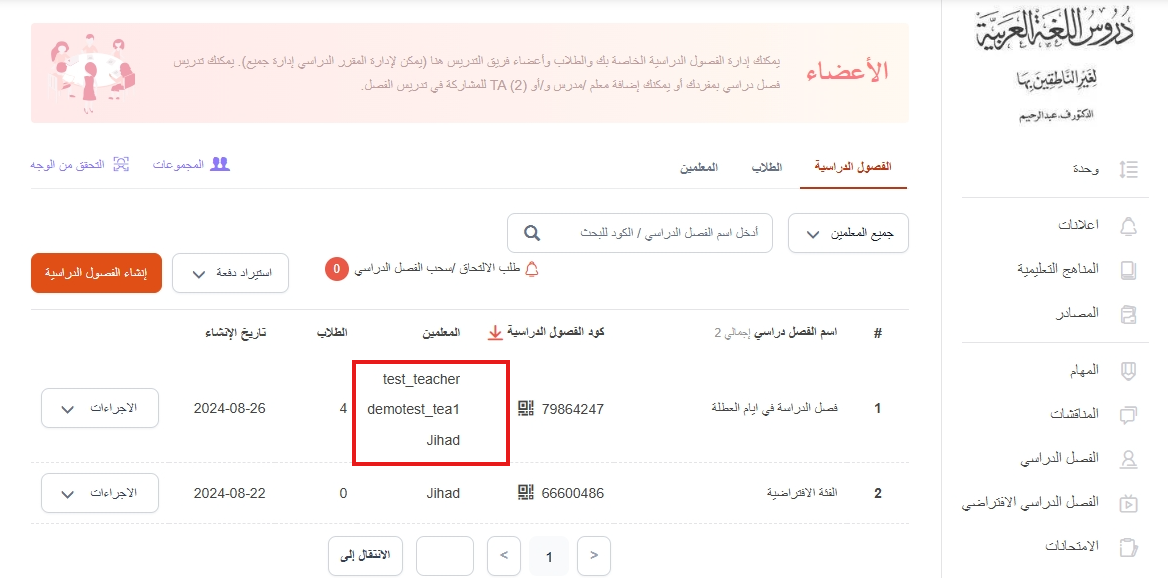 دروس اللغة العربية
لغير الناطقين بها
الدكتور ف. عبد الرحيم
وحدة
اعلانات
المناهج التعليمية
المصادر
المهام
المناقشات
الفصل الدراسي
الفصل الدراسي الافتراضي
الامتحانات
الأعضاء
يمكنك إدارة الفصول الدراسية الخاصة بك والطلاب وأعضاء فريق التدريس هنا (يمكن لإدارة المقرر الدراسي إدارة جميع). يمكنك تدريس
فصل دراسي بمفردك أو يمكنك إضافة معلم /مدرس و/أو TA (2) للمشاركة في تدريس الفصل.
الفصول الدراسية الطلاب المعلمين المجموعات التحقق من الوجه
جميع المعلمين أدخل اسم الفصل الدراسي / الكود للبحث
طلب الالتحاق /سحب الفصل الدراسي 0 استيراد دفعة إنشاء الفصول الدراسية
# اسم الفصل دراسي إجمالي 2 كود الفصول الدراسية المعلمين الطلاب تاريخ الإنشاء
test_teacher
1 فصل الدراسة في ايام العطلة 79864247 demotest_tea1 4 2024-08-26 الاجراءات
Jihad
2 الفئة الافتراضية 66600486 Jihad 0 2024-08-22 الاجراءات
< 1 > الانتقال إلى